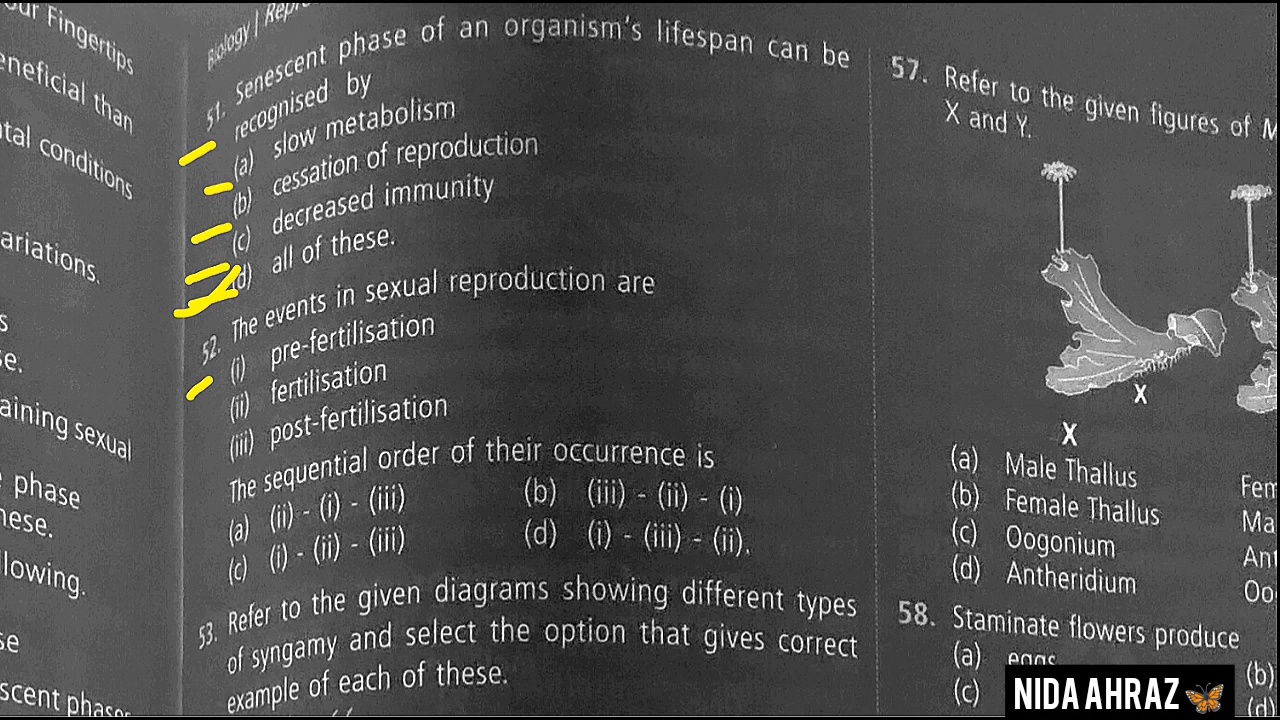 our Fingertips
eneficial than
tal conditions
ariations.
s
se.
aining sexual
phase
hese.
llowing.
se
scent phases
Biology | Repro
51. Senescent phase of an organism's lifespan can be
recognised by
(a) slow metabolism
(b) cessation of reproduction
(c) decreased immunity
(d) all of these.
52. The events in sexual reproduction are
(i) pre-fertilisation
(ii) fertilisation
(iii) post-fertilisation
The sequential order of their occurrence is
(a) (ii) - (i) - (iii) (b) (iii) - (ii) - (i)
(c) (i) - (ii) - (iii) (d) (i) - (iii) - (ii).
53. Refer to the given diagrams showing different types
of syngamy and select the option that gives correct
example of each of these.
57. Refer to the given figures of M
X and Y.
X
X
(a) Male Thallus Fem
(b) Female Thallus Ma
(c) Oogonium Ant
(d) Antheridium Oo
58. Staminate flowers produce
(a) eggs (b)
(c) (d)
NIDA AHRAZ